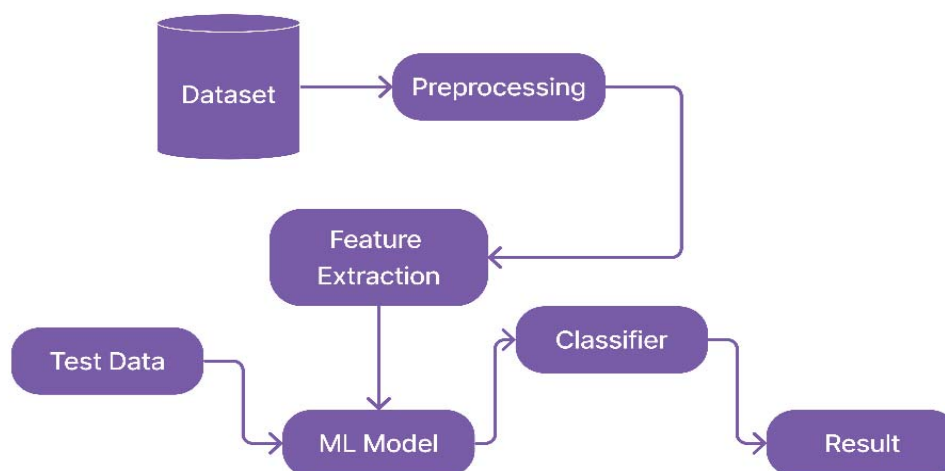 Dataset
Preprocessing
Feature
Extraction
Classifier
Test Data
ML Model
Result